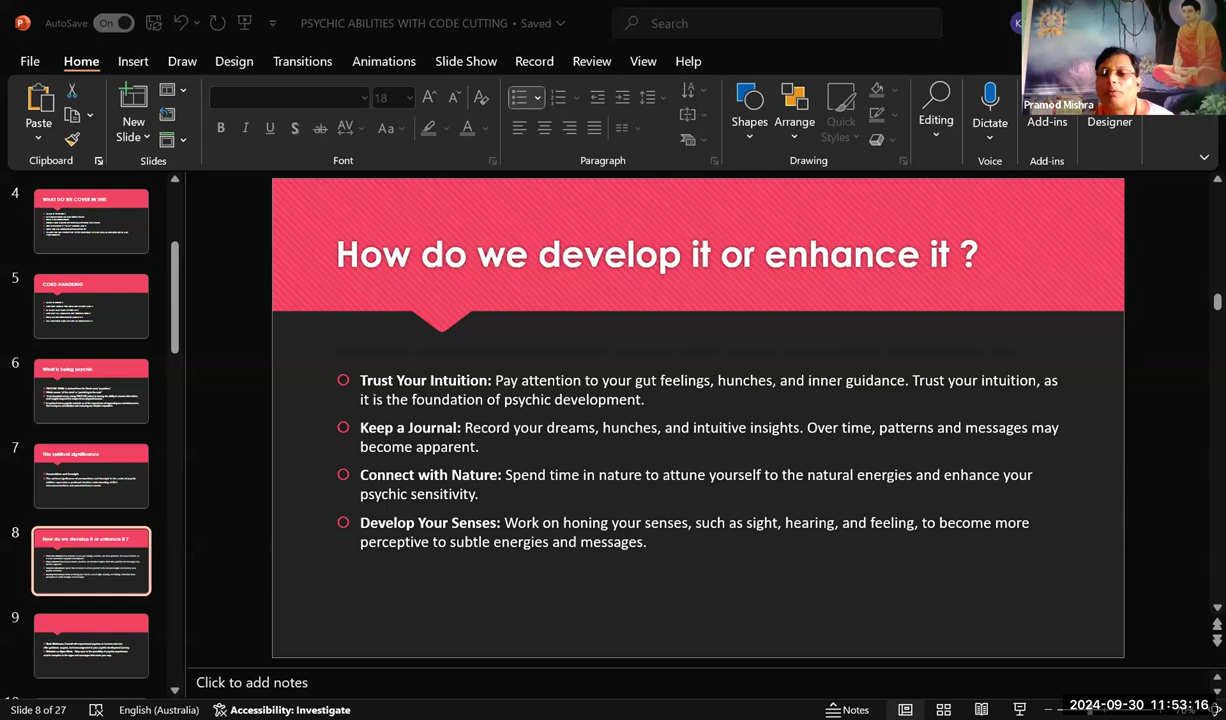 AutoSave On PSYCHIC ABILITIES WITH CODE CUTTING • Saved Search
File Home Insert Draw Design Transitions Animations Slide Show Record Review View Help
Pramod Mishra
Paste New Slide 18 Shapes Arrange Quick Styles Editing Dictate Add-ins Designer
Clipboard Slides Font Paragraph Drawing Voice Add-ins
4
WHAT DO WE COVER IN THIS
5
6
What is being psychic
7
The spiritual significance
8
How do we develop it or enhance it ?
9
How do we develop it or enhance it ?
Trust Your Intuition: Pay attention to your gut feelings, hunches, and inner guidance. Trust your intuition, as
it is the foundation of psychic development.
Keep a Journal: Record your dreams, hunches, and intuitive insights. Over time, patterns and messages may
become apparent.
Connect with Nature: Spend time in nature to attune yourself to the natural energies and enhance your
psychic sensitivity.
Develop Your Senses: Work on honing your senses, such as sight, hearing, and feeling, to become more
perceptive to subtle energies and messages.
Click to add notes
Slide 8 of 27 English (Australia) Accessibility: Investigate Notes
2024-09-30 11:53:16